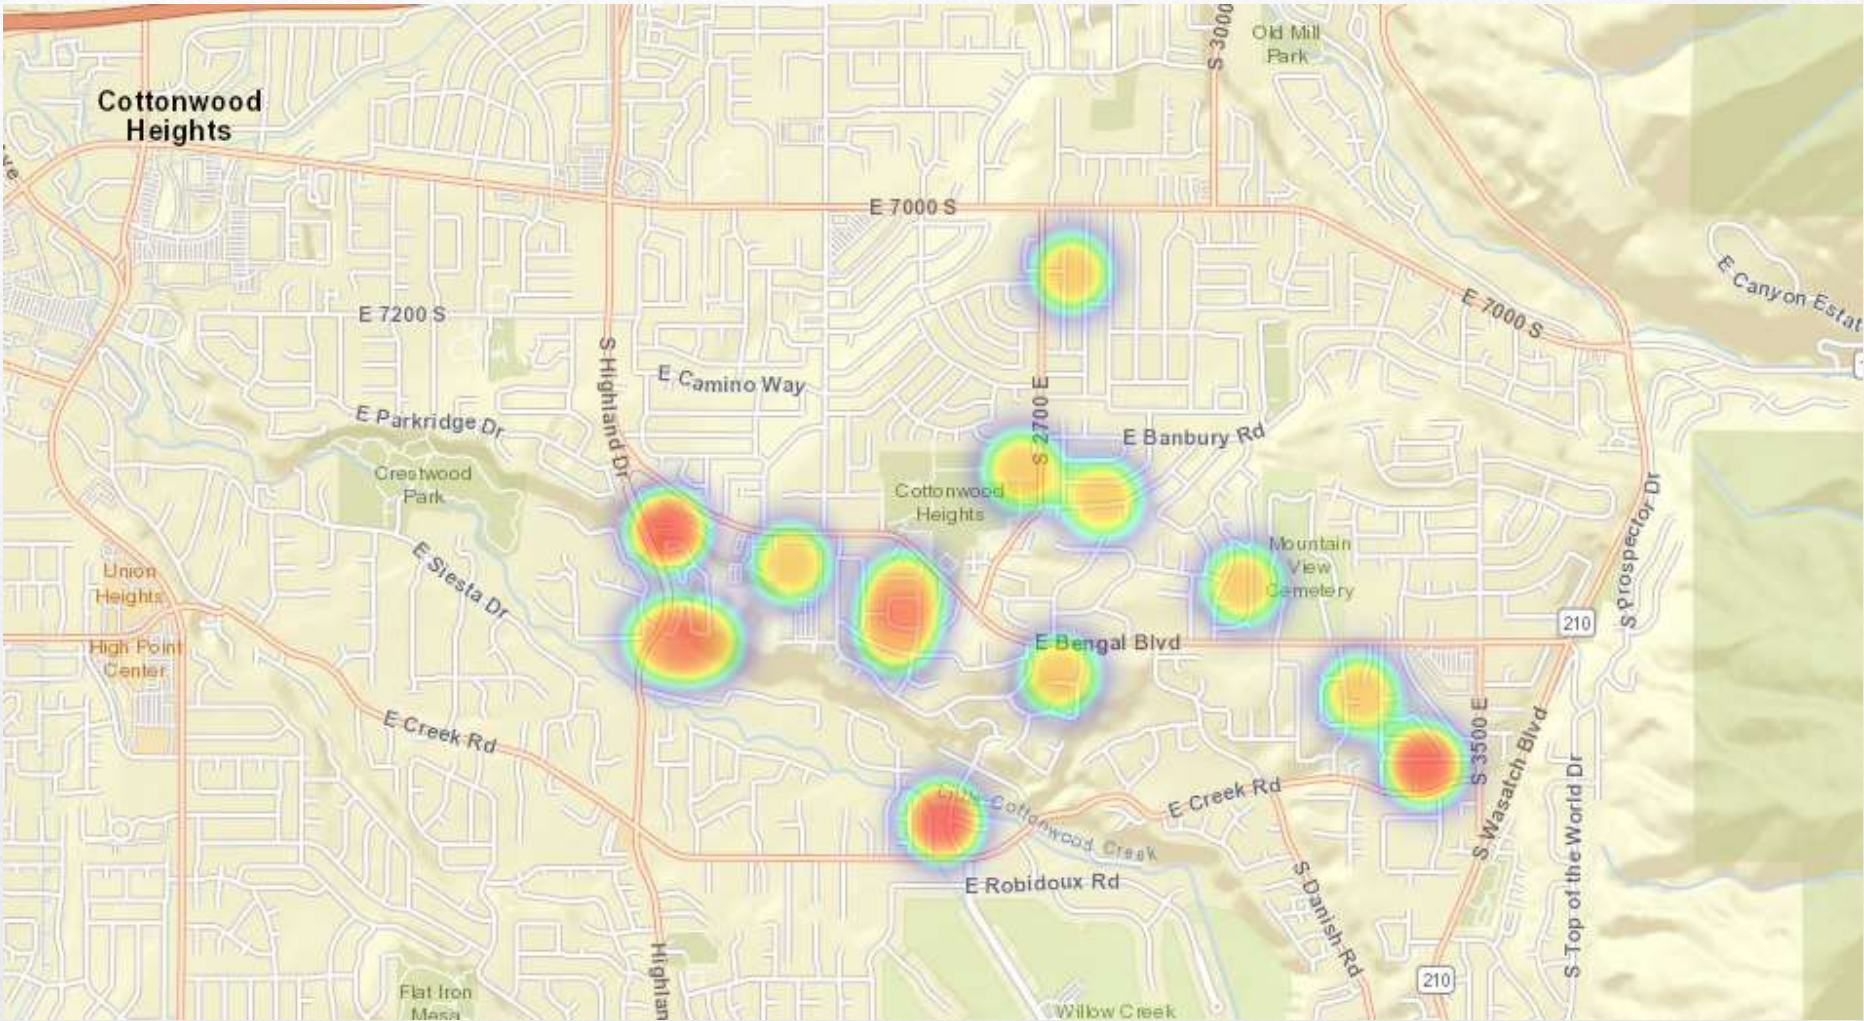 S 3000
Old Mill
Park
Cottonwood
Heights
E 7000 S
E Canyon Estat
E 7000 S
E 7200 S
S Highland Dr
E Camino Way
S 2700 E
E Parkridge Dr
E Banbury Rd
Crestwood
Park
Cottonwood
Heights
S Prospector Dr
E Siesta Dr
Mountain
View
Cemetery
Union
Heights
210
High Point
Center
E Bengal Blvd
E Creek Rd
S 3500 E
S Wasatch Blvd
S Top of the World Dr
E Creek Rd
Little Cottonwood Creek
E Robidoux Rd
S Danish Rd
Highlan
210
Flat Iron
Mesa
Willow Creek